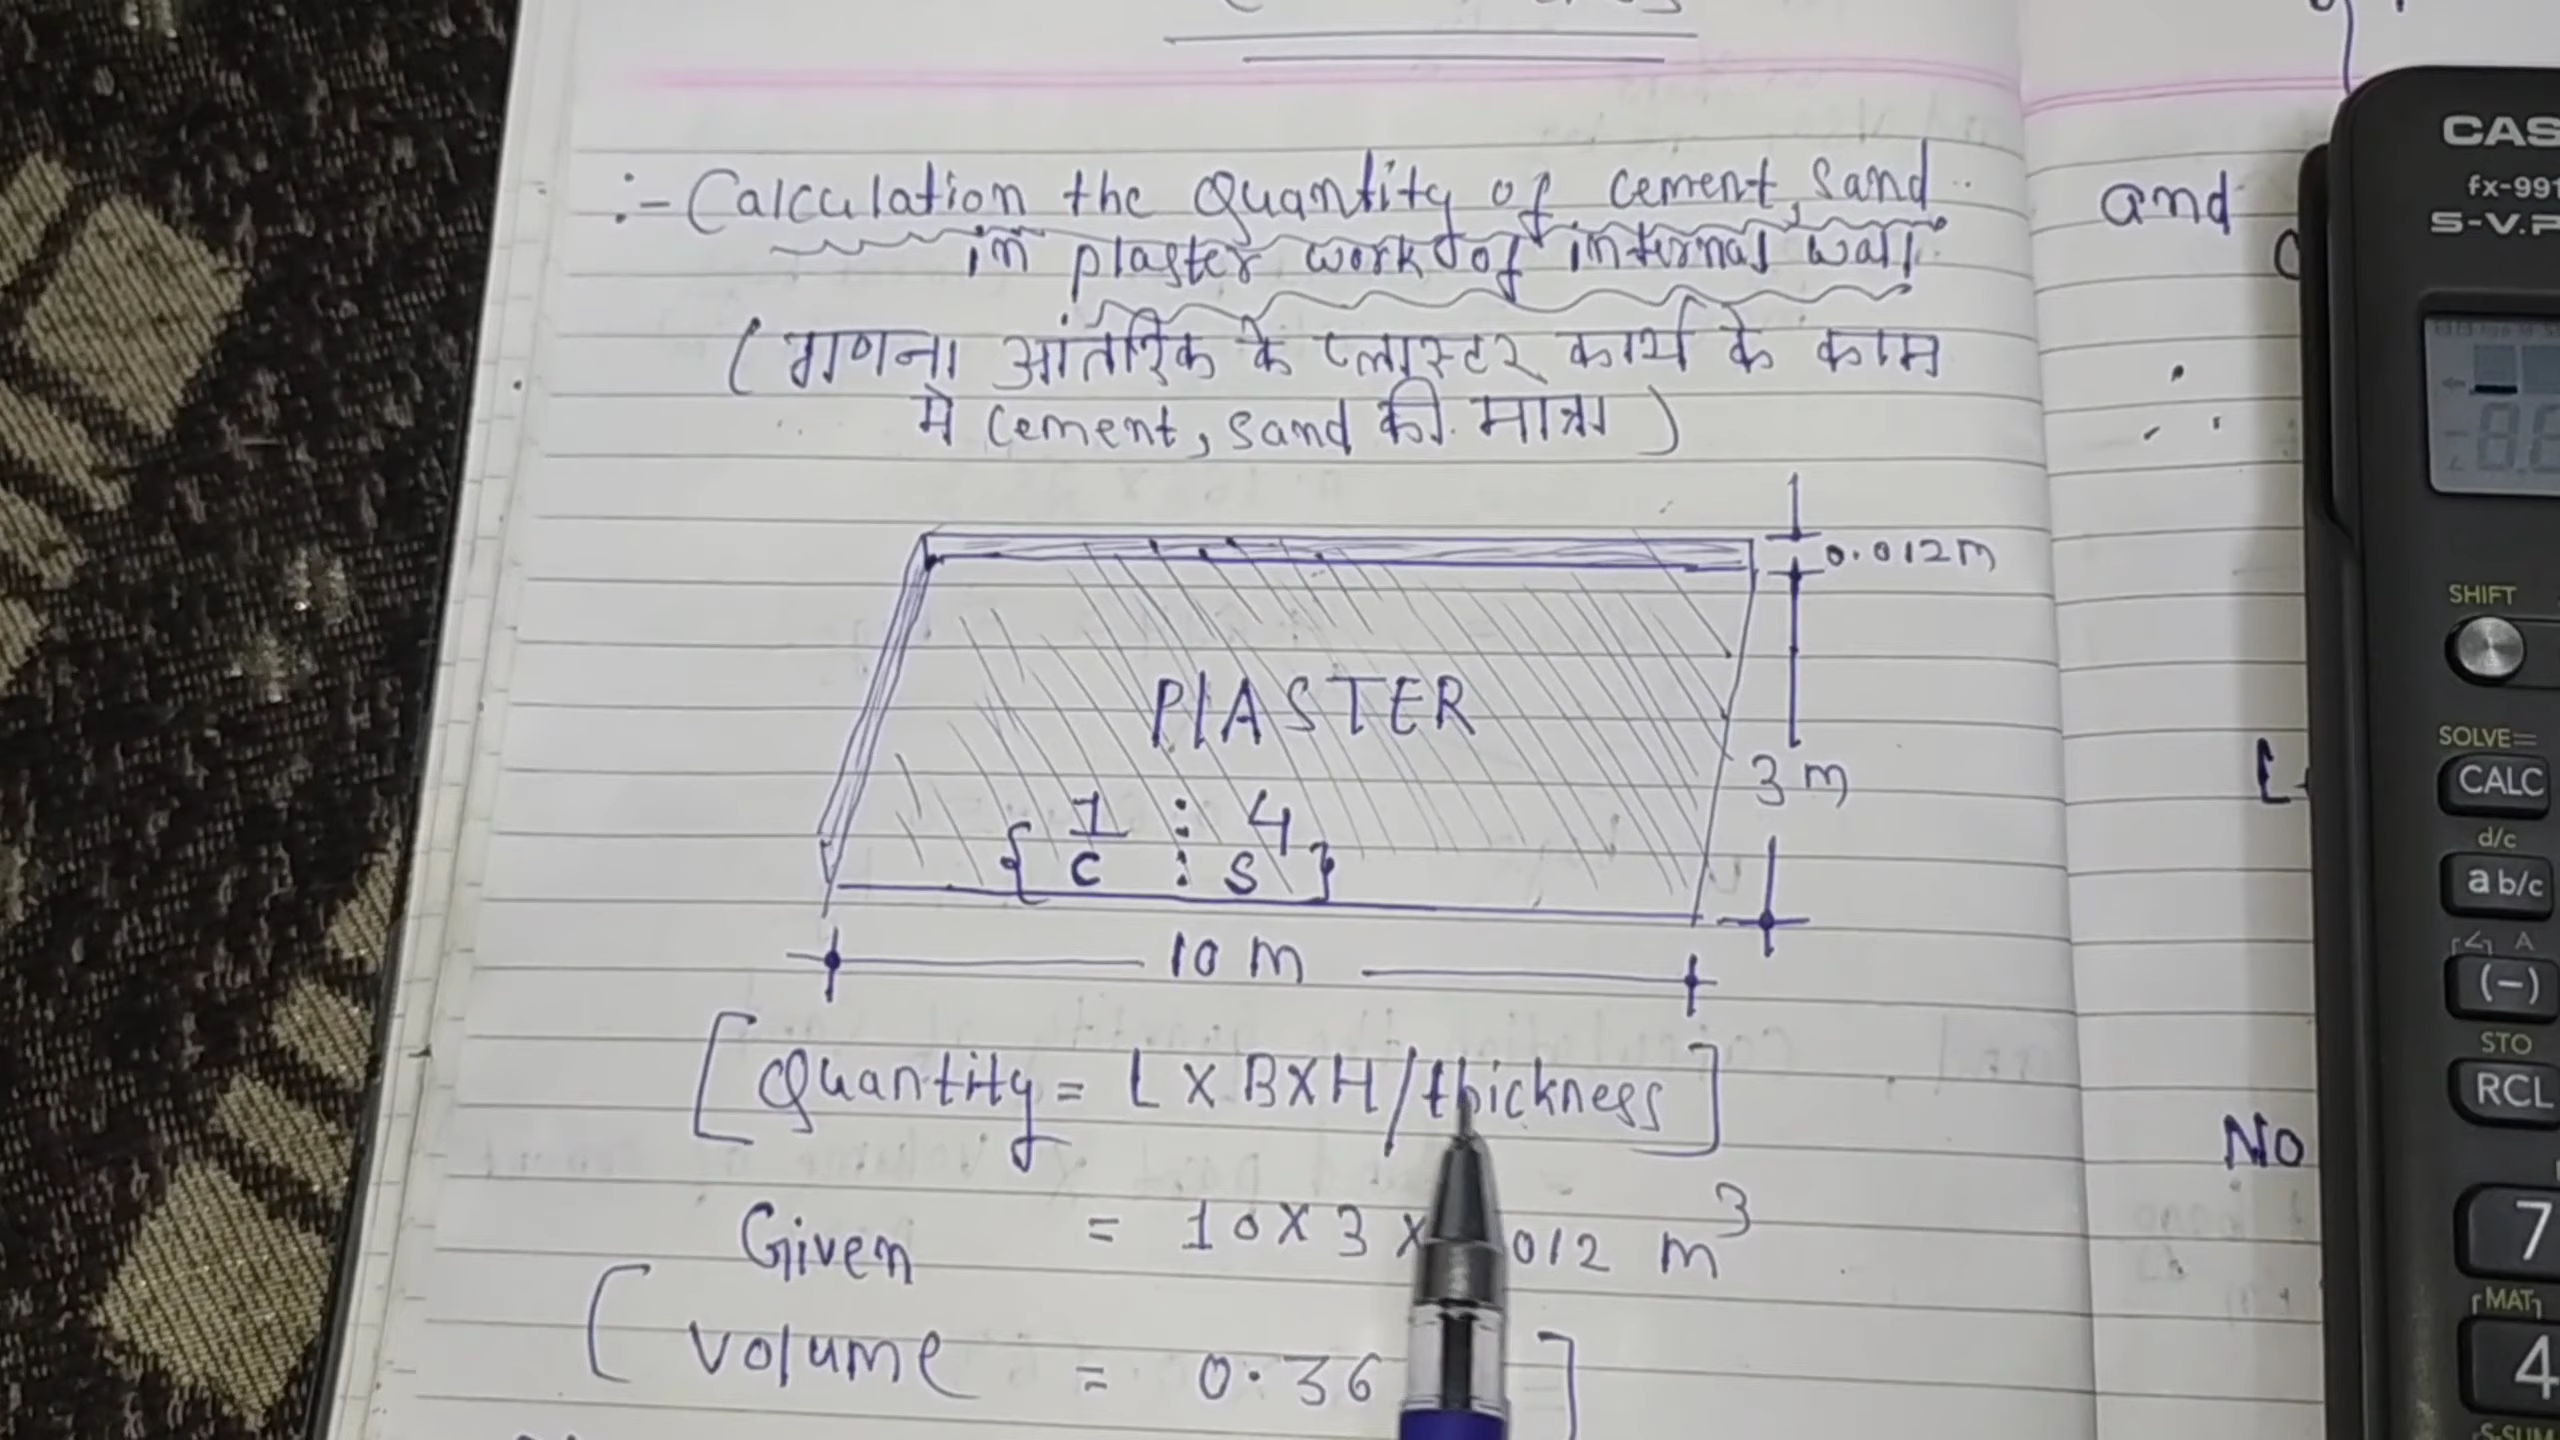 :- Calculation the Quantity of cement, sand
in plaster work of internal wall
( गणना आंतरिक के प्लास्टर कार्य के काम
मे cement, sand की मात्रा )
0.012m
PlASTER
3 m
{ 1 : 4
C : S }
10 m
[ Quantity = L X B X H / thickness ]
Given = 10 X 3 X 012 m³
( volume = 0.36 ]
and
L
No
CAS
fx-991
S-V.P
SHIFT
SOLVE=
CALC
d/c
a b/c
A
(−)
STO
RCL
7
MAT
4
S-SUM